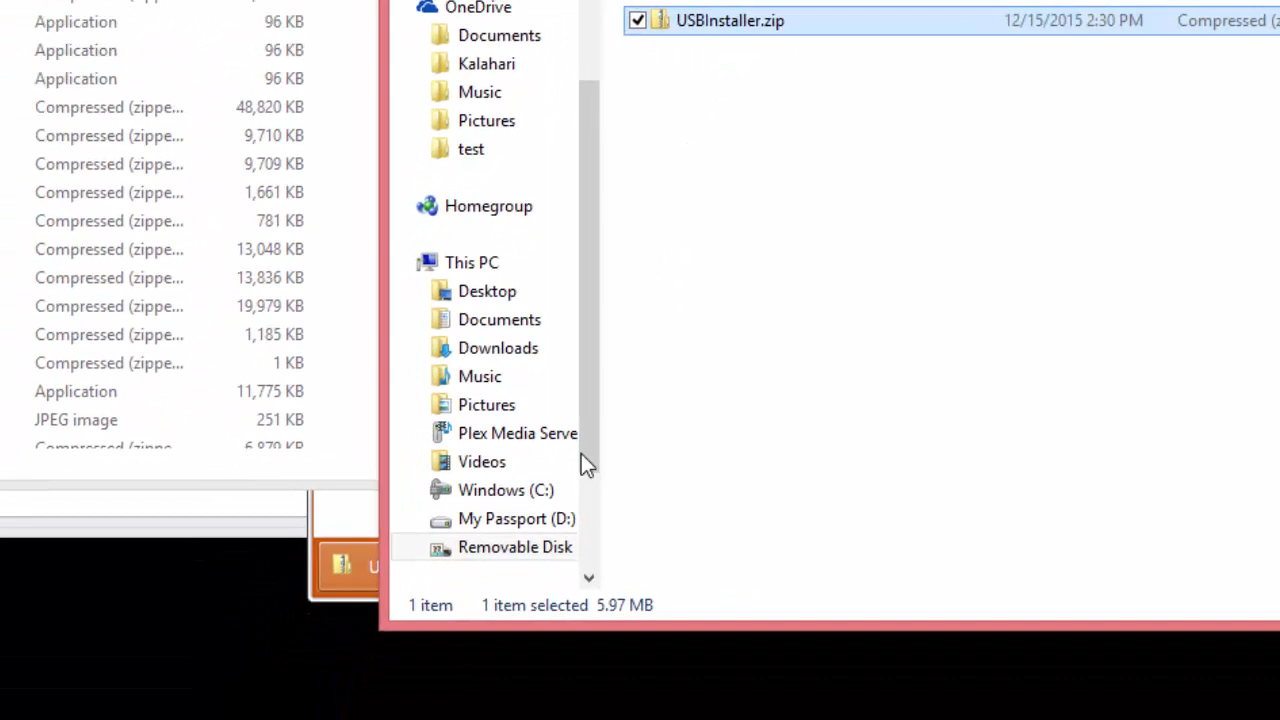 Application 96 KB
Application 96 KB
Application 96 KB
Compressed (zippe... 48,820 KB
Compressed (zippe... 9,710 KB
Compressed (zippe... 9,709 KB
Compressed (zippe... 1,661 KB
Compressed (zippe... 781 KB
Compressed (zippe... 13,048 KB
Compressed (zippe... 13,836 KB
Compressed (zippe... 19,979 KB
Compressed (zippe... 1,185 KB
Compressed (zippe... 1 KB
Application 11,775 KB
JPEG image 251 KB
Compressed (zippe... 6,879 KB
U
OneDrive
Documents
Kalahari
Music
Pictures
test
Homegroup
This PC
Desktop
Documents
Downloads
Music
Pictures
Plex Media Serve
Videos
Windows (C:)
My Passport (D:)
Removable Disk
USBInstaller.zip 12/15/2015 2:30 PM Compressed (z
1 item 1 item selected 5.97 MB